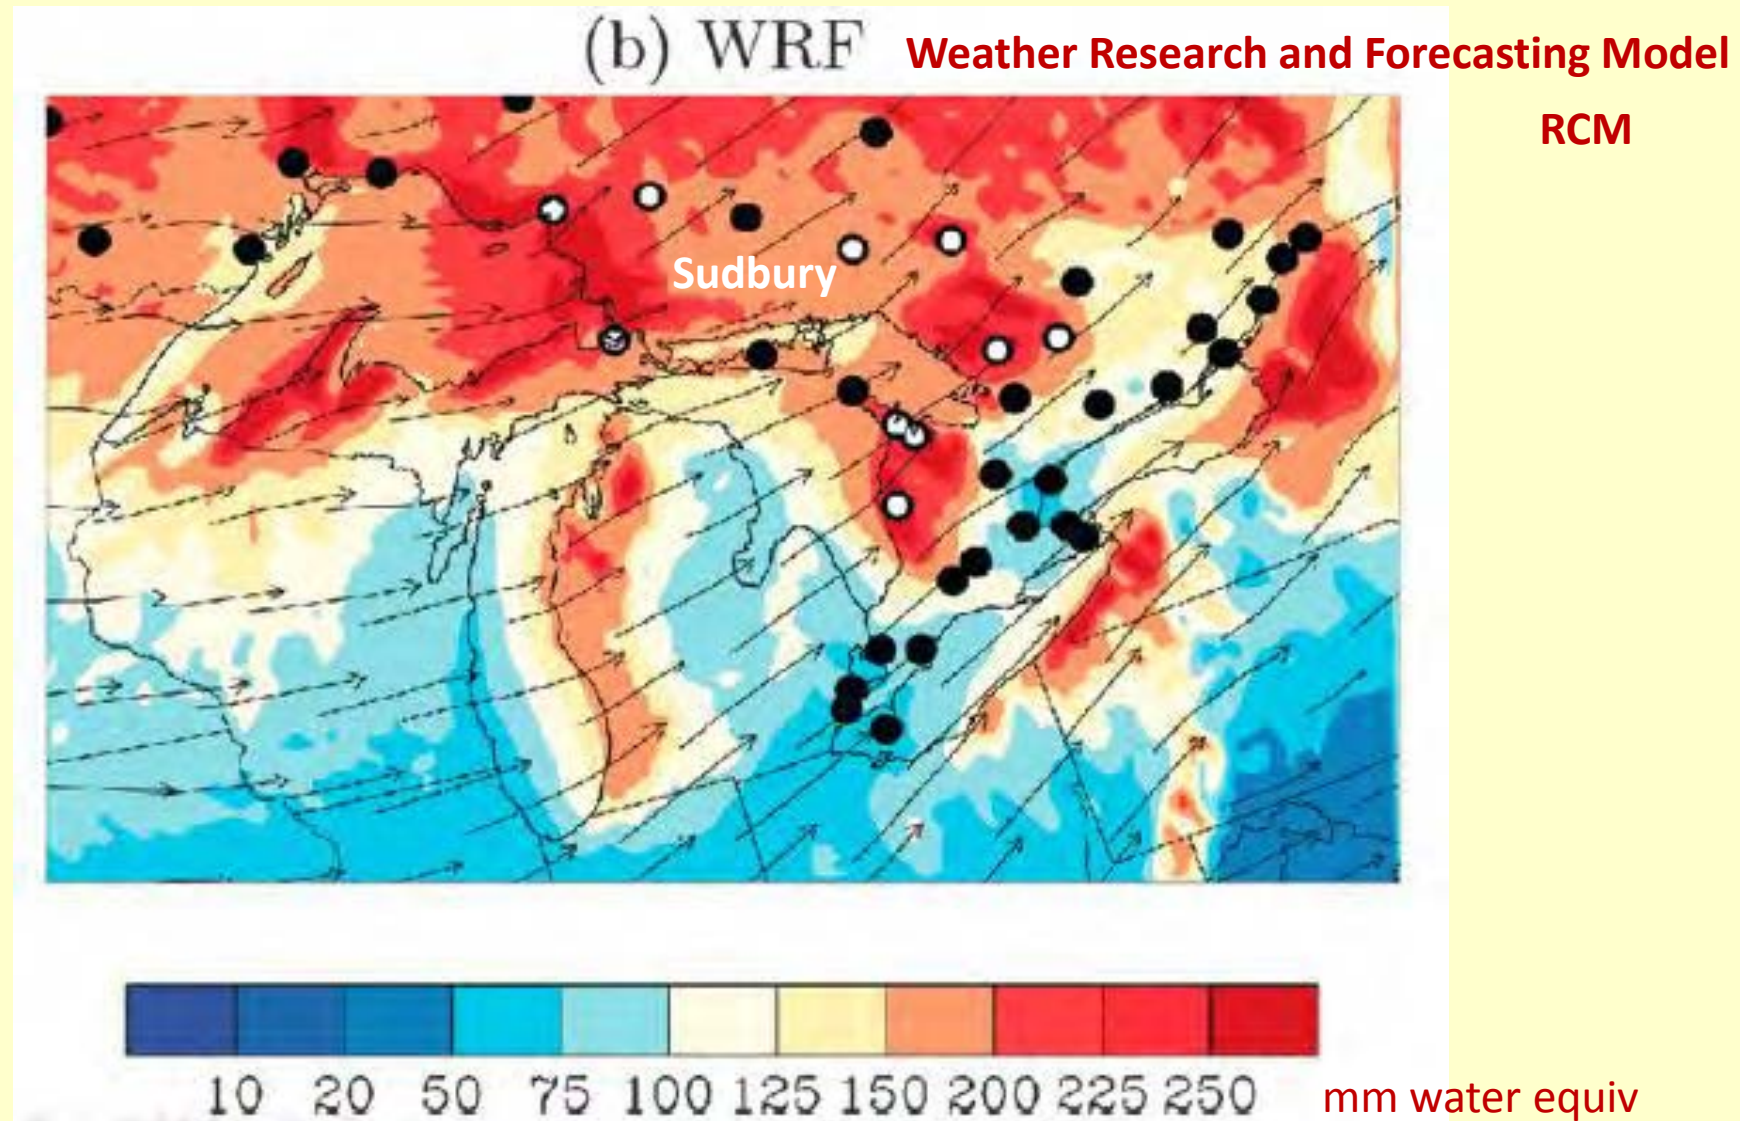 (b) WRF Weather Research and Forecasting Model
RCM
Sudbury
10 20 50 75 100 125 150 200 225 250 mm water equiv